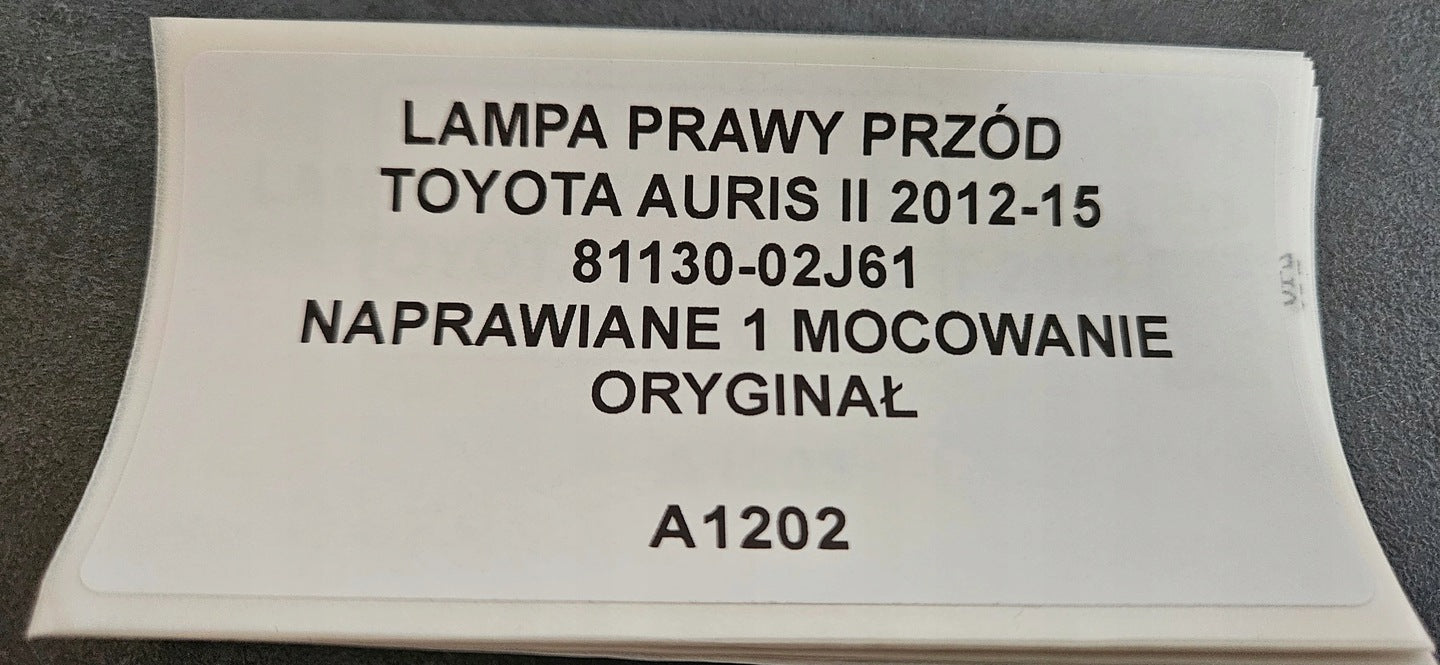 LAMPA PRAWY PRZÓD
TOYOTA AURIS II 2012-15
81130-02J61
NAPRAWIANE 1 MOCOWANIE
ORYGINAŁ
A1202